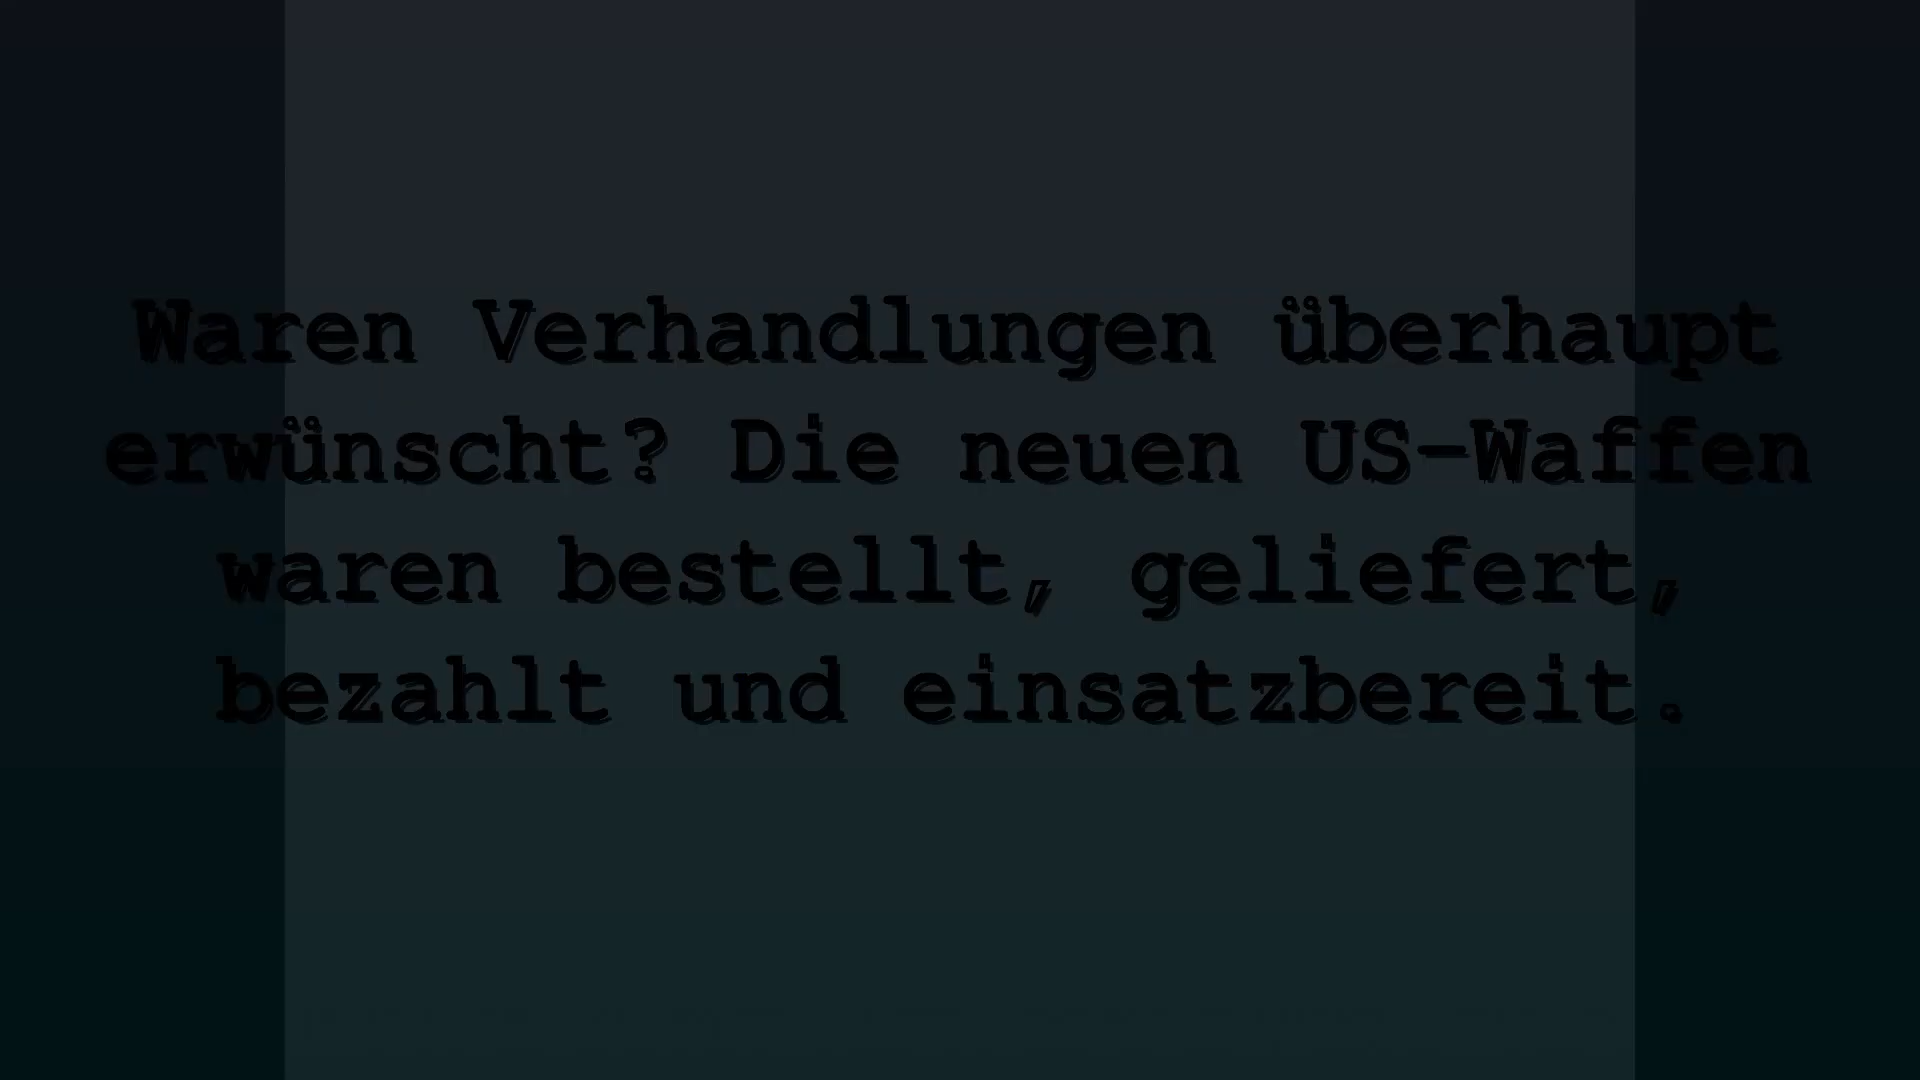 Waren Verhandlungen überhaupt
erwünscht? Die neuen US-Waffen
waren bestellt, geliefert,
bezahlt und einsatzbereit.